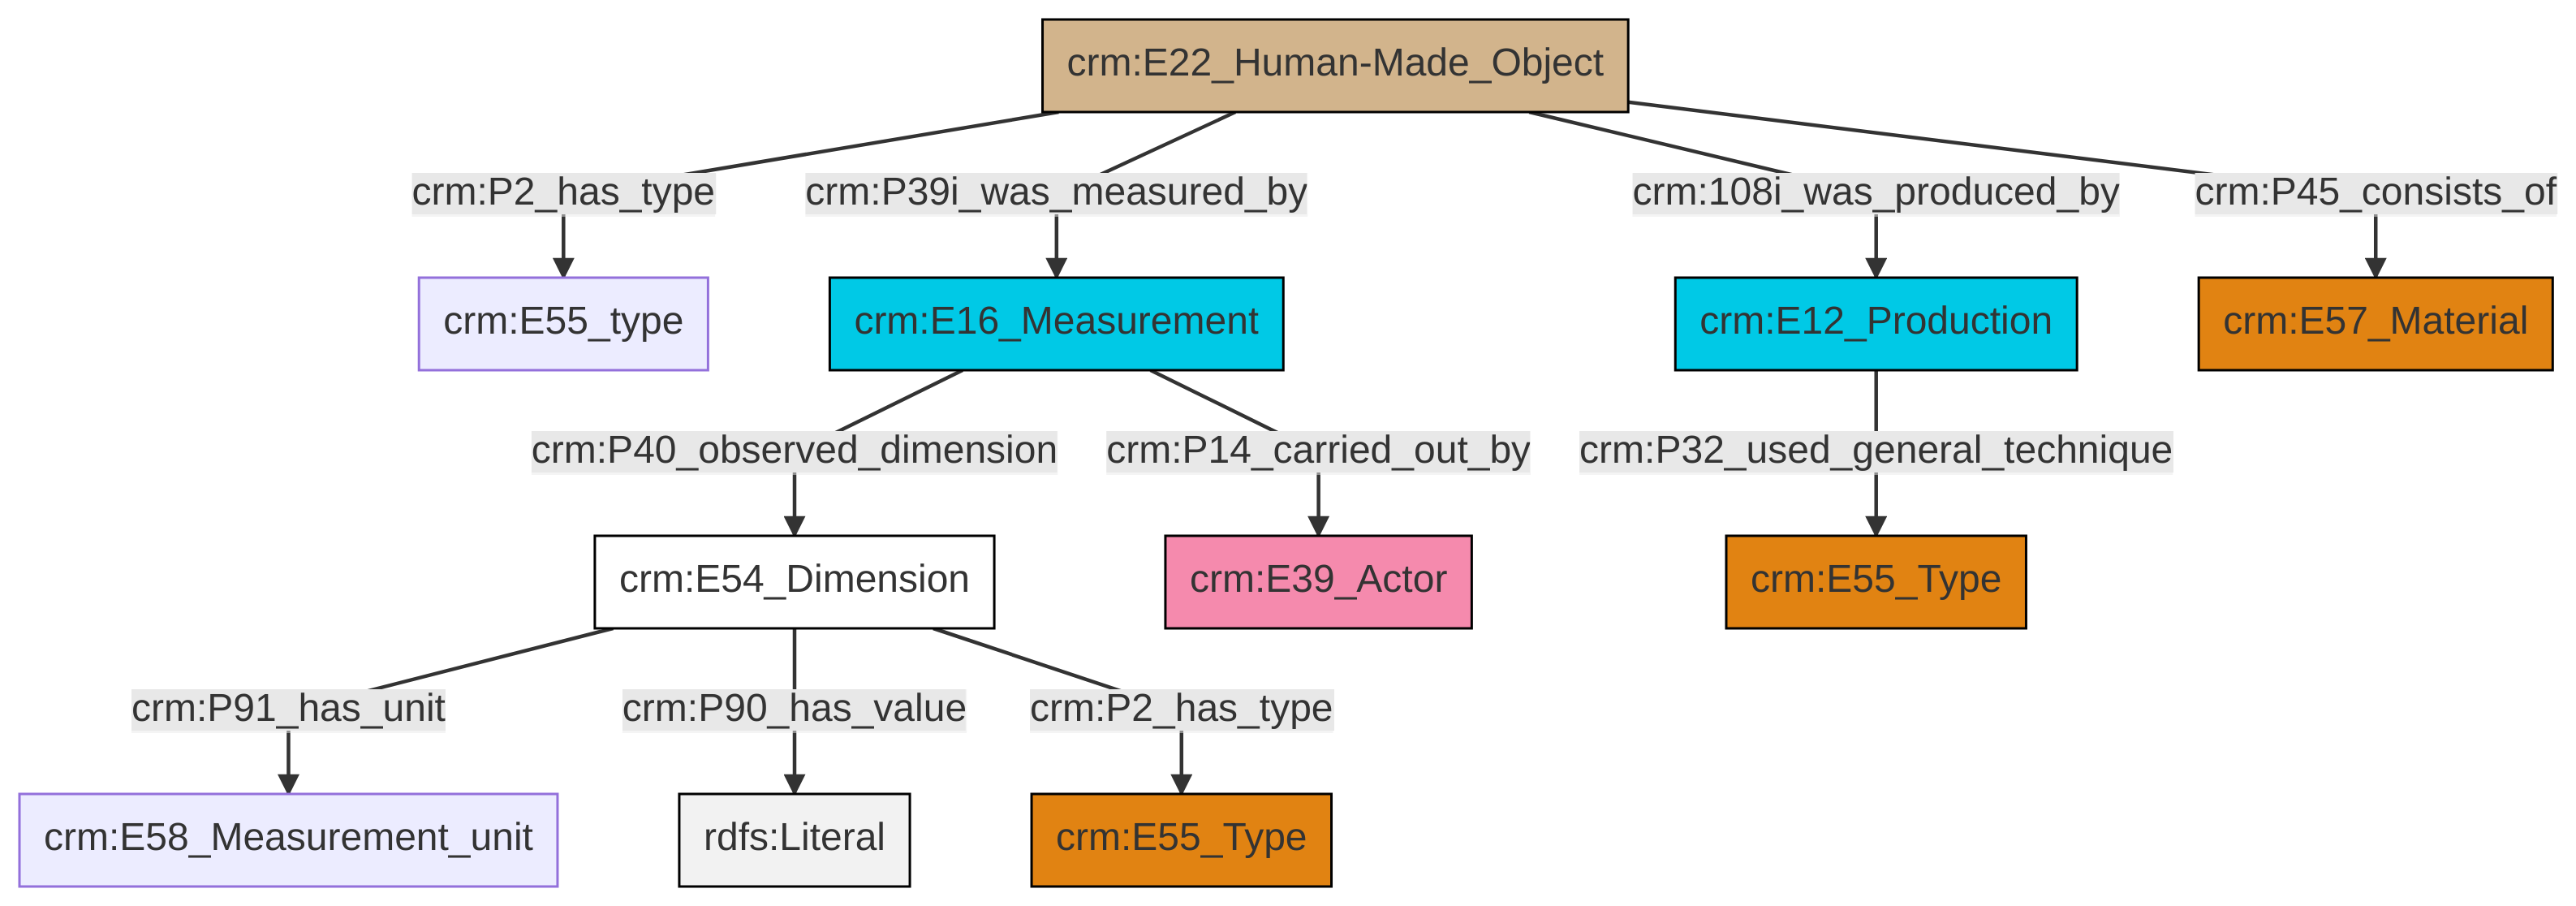 crm:E22_Human-Made_Object
crm:P2_has_type
crm:P39i_was_measured_by
crm:108i_was_produced_by
crm:P45_consists_of
crm:E55_type
crm:E16_Measurement
crm:E12_Production
crm:E57_Material
crm:P40_observed_dimension
crm:P14_carried_out_by
crm:P32_used_general_technique
crm:E54_Dimension
crm:E39_Actor
crm:E55_Type
crm:P91_has_unit
crm:P90_has_value
crm:P2_has_type
crm:E58_Measurement_unit
rdfs:Literal
crm:E55_Type